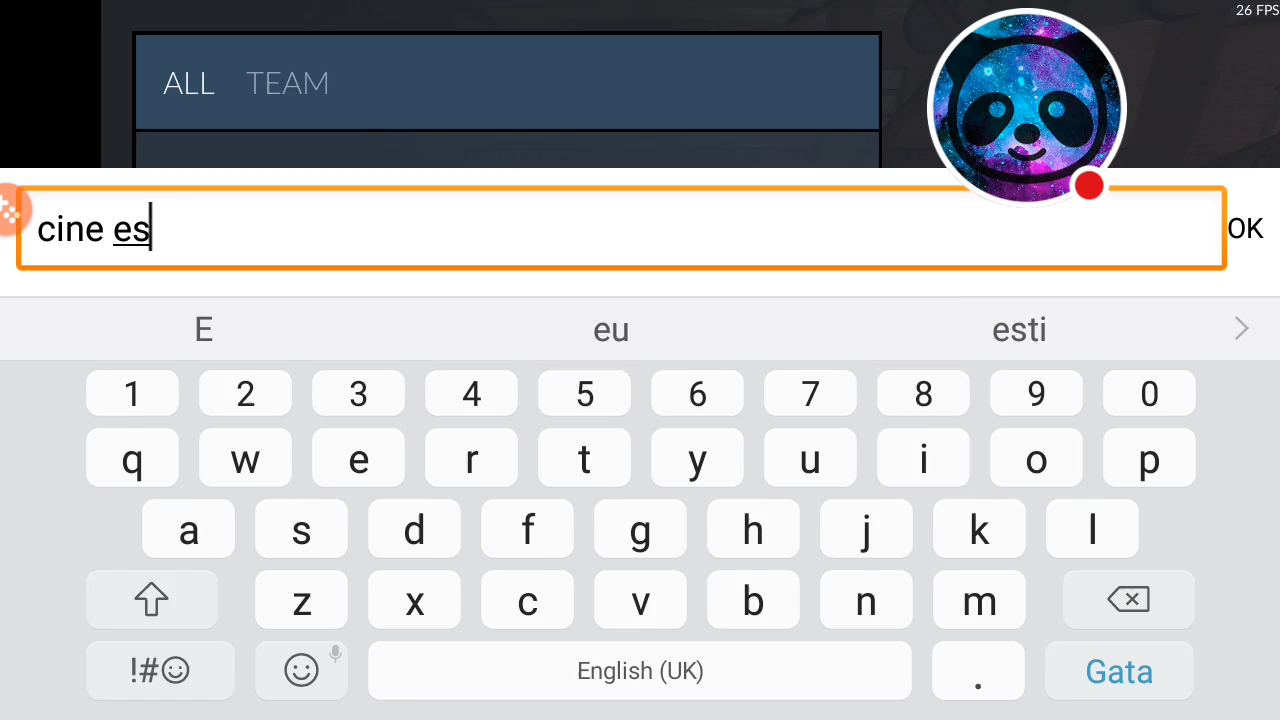 26 FPS
ALL TEAM
cine es
OK
E eu esti
1 2 3 4 5 6 7 8 9 0
q w e r t y u i o p
a s d f g h j k l
z x c v b n m
!#☺ English (UK) . Gata